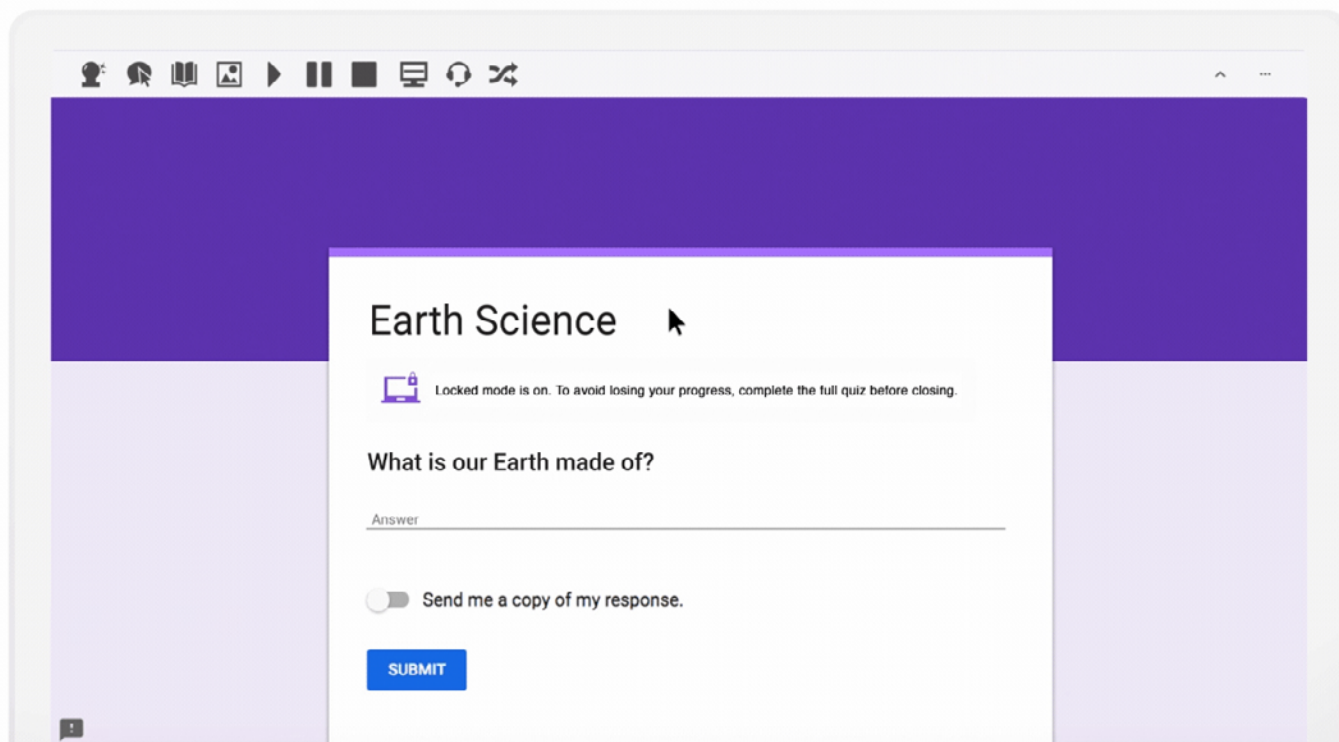 Earth Science
Locked mode is on. To avoid losing your progress, complete the full quiz before closing.
What is our Earth made of?
Answer
Send me a copy of my response.
SUBMIT